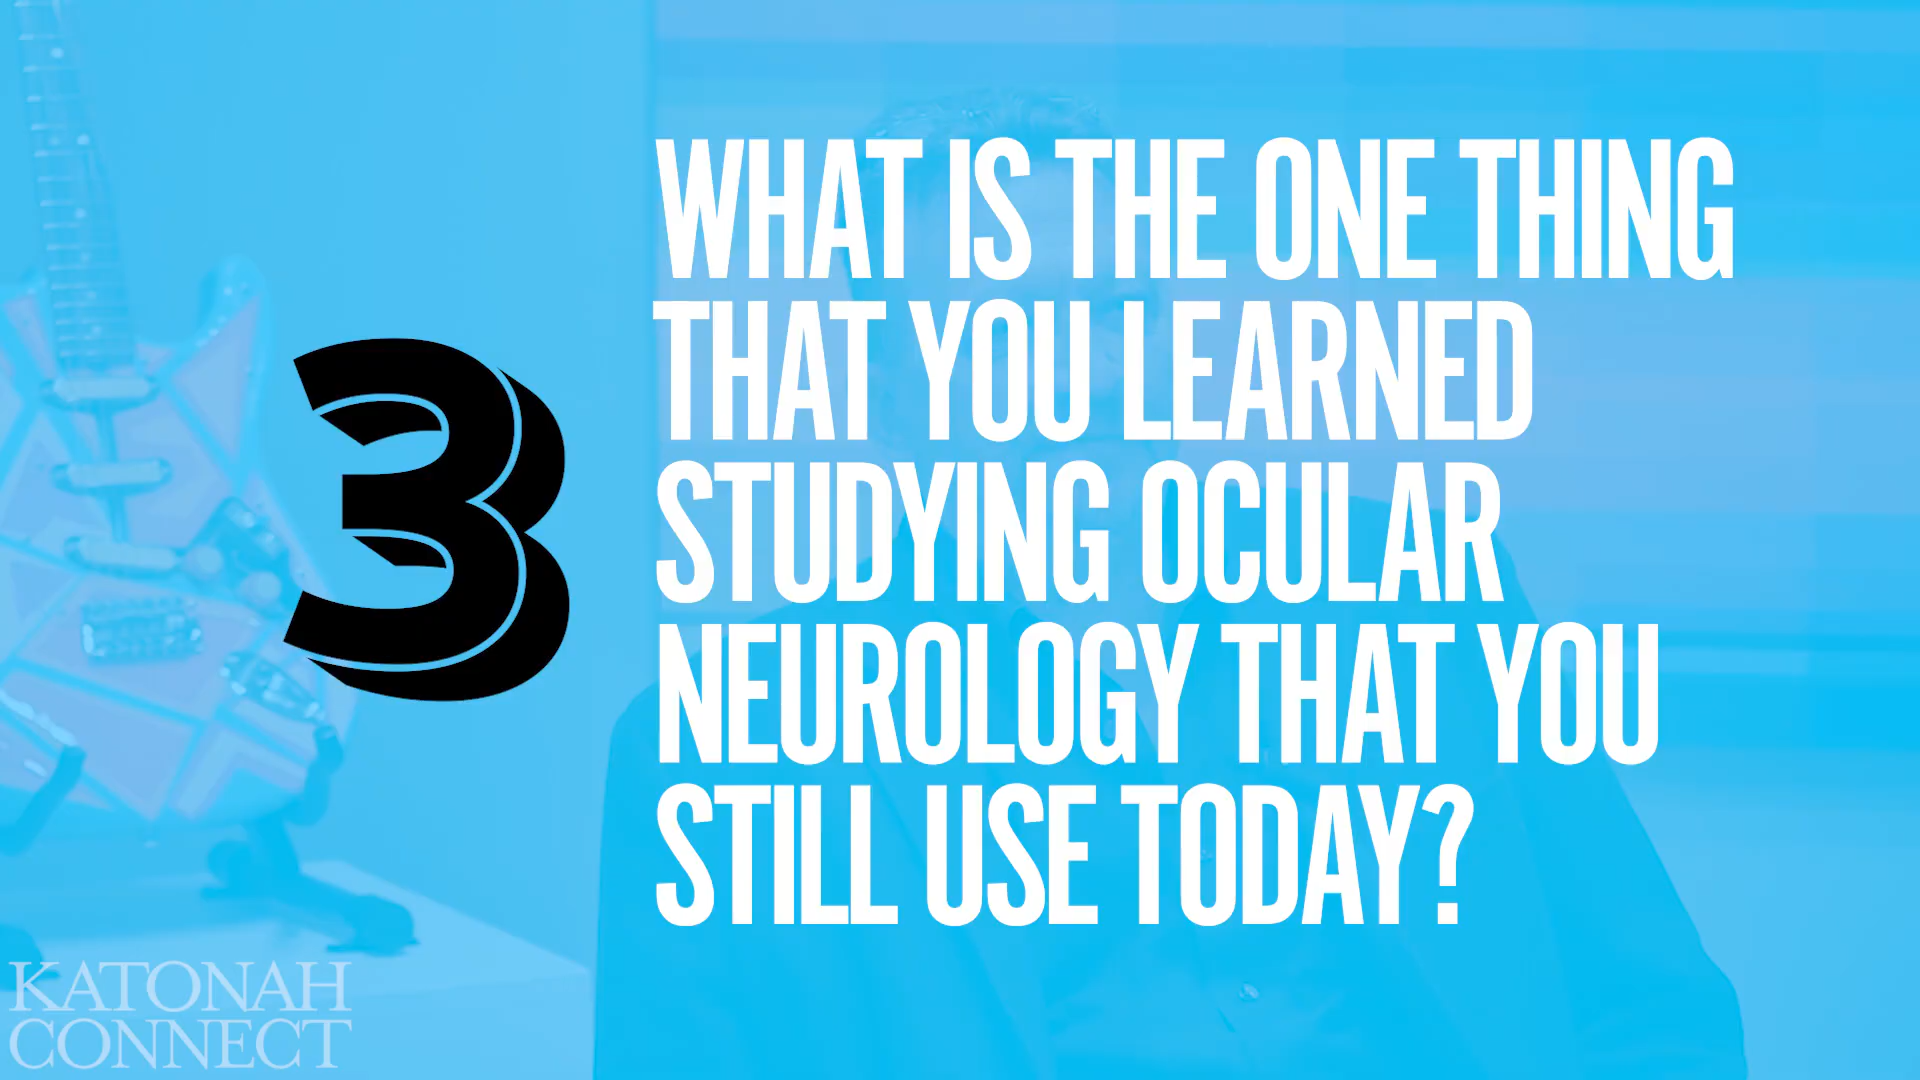 3
WHAT IS THE ONE THING
THAT YOU LEARNED
STUDYING OCULAR
NEUROLOGY THAT YOU
STILL USE TODAY?
KATONAH
CONNECT